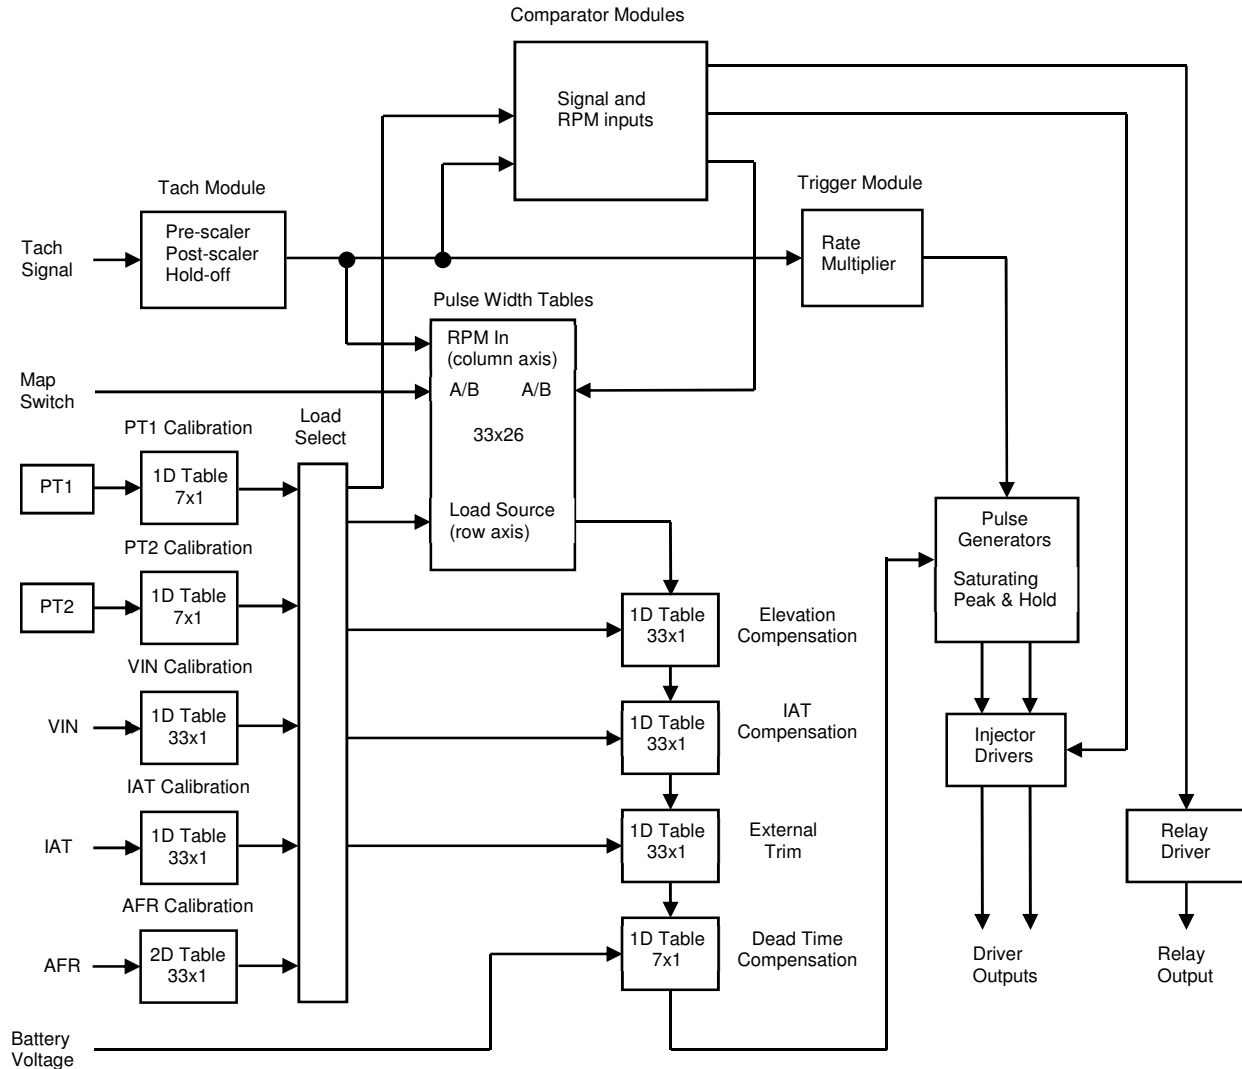 Comparator Modules
Signal and
RPM inputs
Tach Module
Trigger Module
Tach
Signal
Pre-scaler
Post-scaler
Hold-off
Rate
Multiplier
Pulse Width Tables
RPM In
(column axis)
Map
Switch
A/B
A/B
Load
Select
33x26
PT1 Calibration
PT1
1D Table
7x1
Load Source
(row axis)
Pulse
Generators
Saturating
Peak & Hold
PT2 Calibration
PT2
1D Table
7x1
1D Table
33x1
Elevation
Compensation
VIN Calibration
VIN
1D Table
33x1
1D Table
33x1
IAT
Compensation
Injector
Drivers
IAT Calibration
IAT
1D Table
33x1
1D Table
33x1
External
Trim
Relay
Driver
AFR Calibration
AFR
2D Table
33x1
1D Table
7x1
Dead Time
Compensation
Driver
Outputs
Relay
Output
Battery
Voltage